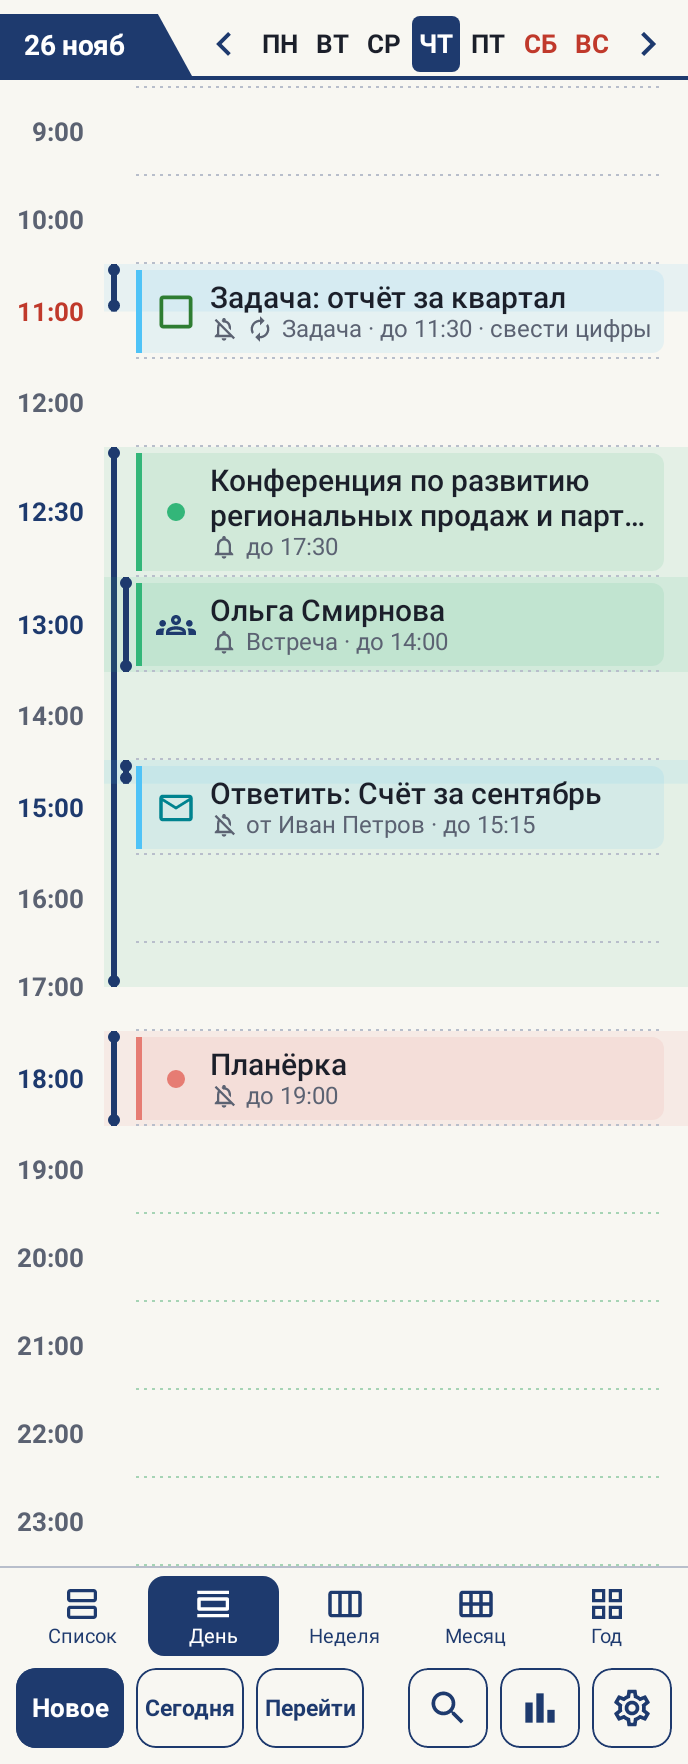 26 нояб
ПН ВТ СР ЧТ ПТ СБ ВС
9:00
10:00
11:00
Задача: отчёт за квартал
Задача · до 11:30 · свести цифры
12:00
12:30
Конференция по развитию
региональных продаж и парт...
до 17:30
13:00
Ольга Смирнова
Встреча · до 14:00
14:00
15:00
Ответить: Счёт за сентябрь
от Иван Петров · до 15:15
16:00
17:00
18:00
Планёрка
до 19:00
19:00
20:00
21:00
22:00
23:00
Список День Неделя Месяц Год
Новое Сегодня Перейти